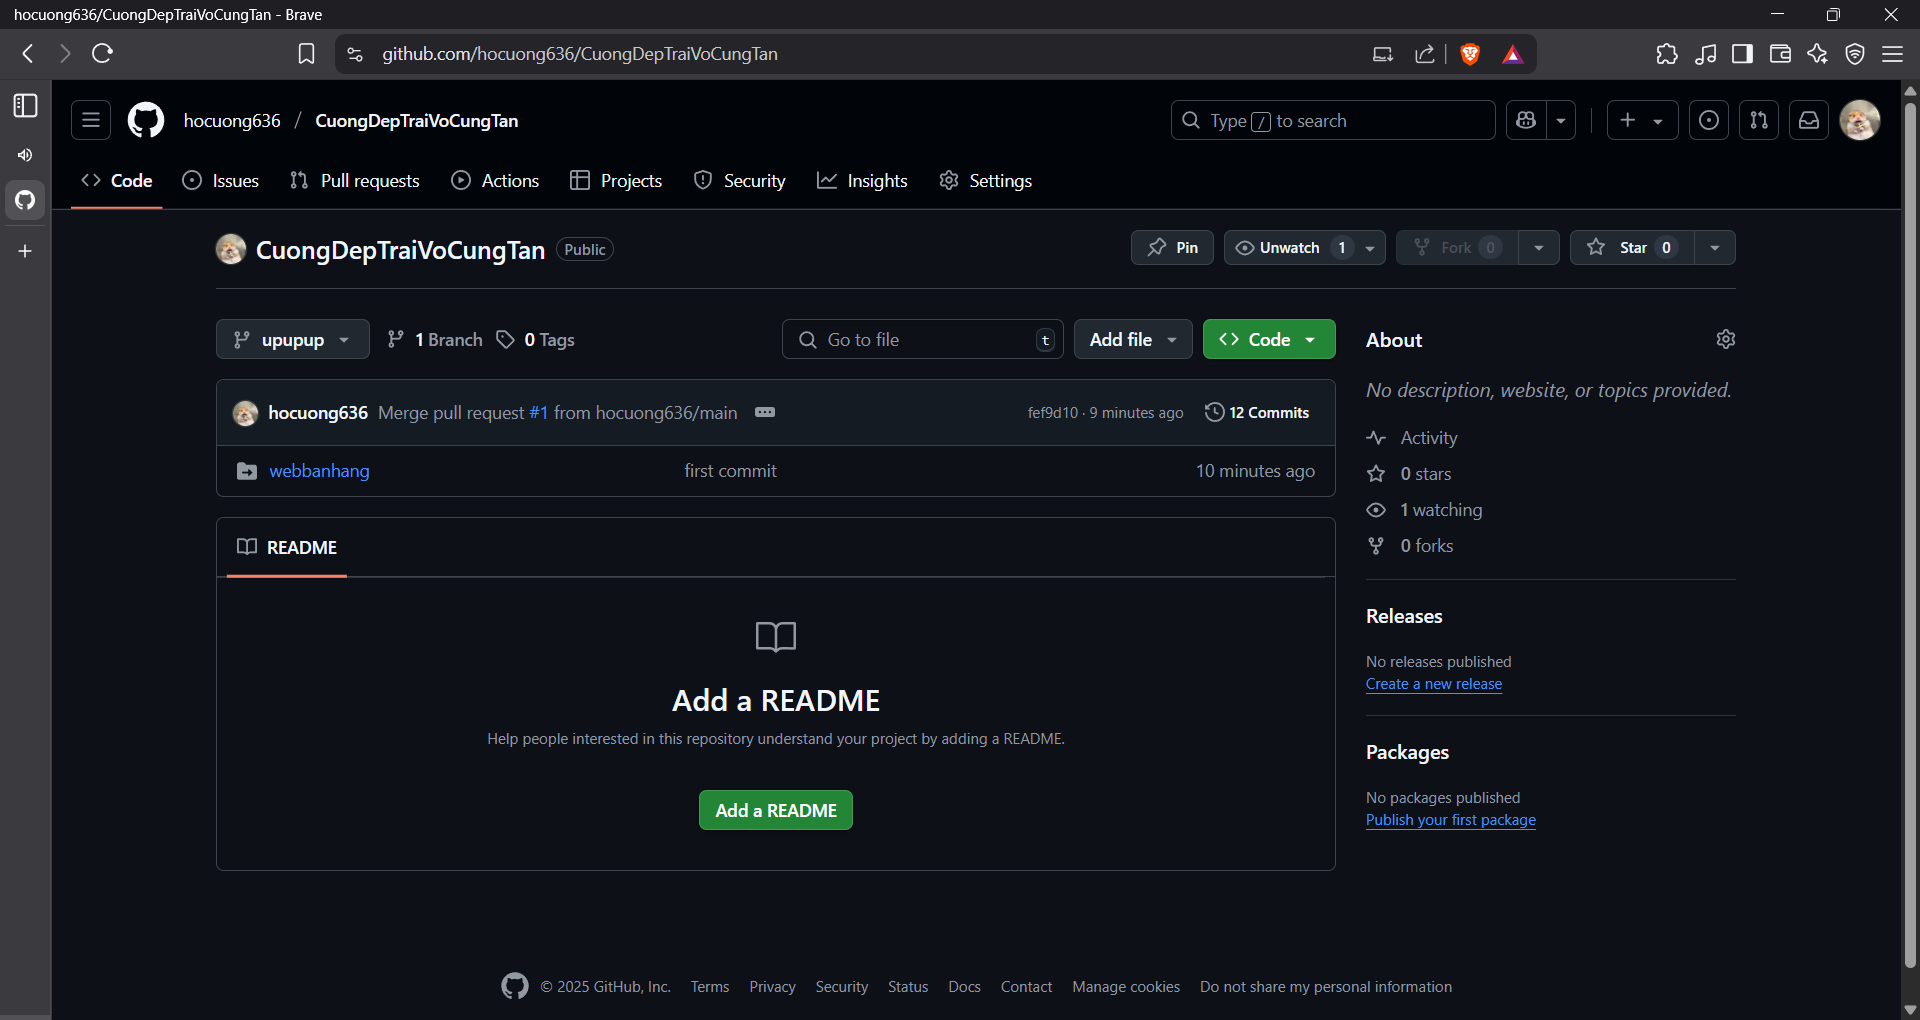 hocuong636/CuongDepTraiVoCungTan - Brave
github.com/hocuong636/CuongDepTraiVoCungTan
hocuong636 / CuongDepTraiVoCungTan
Type / to search
Code Issues Pull requests Actions Projects Security Insights Settings
CuongDepTraiVoCungTan Public
Pin Unwatch 1 Fork 0 Star 0
upupup 1 Branch 0 Tags
Go to file t Add file Code
hocuong636 Merge pull request #1 from hocuong636/main
fef9d10 · 9 minutes ago 12 Commits
webbanhang first commit 10 minutes ago
README
Add a README
Help people interested in this repository understand your project by adding a README.
Add a README
About
No description, website, or topics provided.
Activity
0 stars
1 watching
0 forks
Releases
No releases published
Create a new release
Packages
No packages published
Publish your first package
© 2025 GitHub, Inc. Terms Privacy Security Status Docs Contact Manage cookies Do not share my personal information